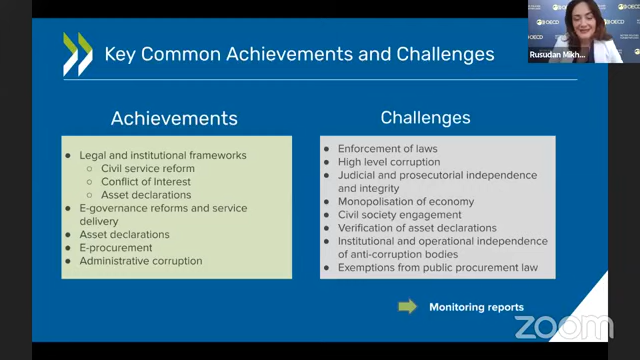 Key Common Achievements and Challenges
Achievements
Legal and institutional frameworks
Civil service reform
Conflict of Interest
Asset declarations
E-governance reforms and service
delivery
Asset declarations
E-procurement
Administrative corruption
Challenges
Enforcement of laws
High level corruption
Judicial and prosecutorial independence
and integrity
Monopolisation of economy
Civil society engagement
Verification of asset declarations
Institutional and operational independence
of anti-corruption bodies
Exemptions from public procurement law
Monitoring reports
OECD
OECD
Rusudan Mikh...
zoom